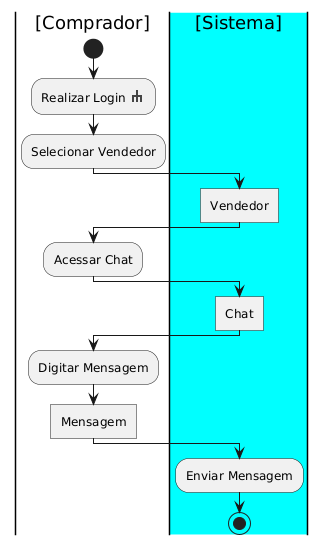 [Comprador]
[Sistema]
Realizar Login
Selecionar Vendedor
Vendedor
Acessar Chat
Chat
Digitar Mensagem
Mensagem
Enviar Mensagem